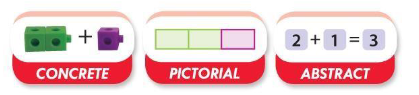 +
2 + 1 = 3
CONCRETE
PICTORIAL
ABSTRACT